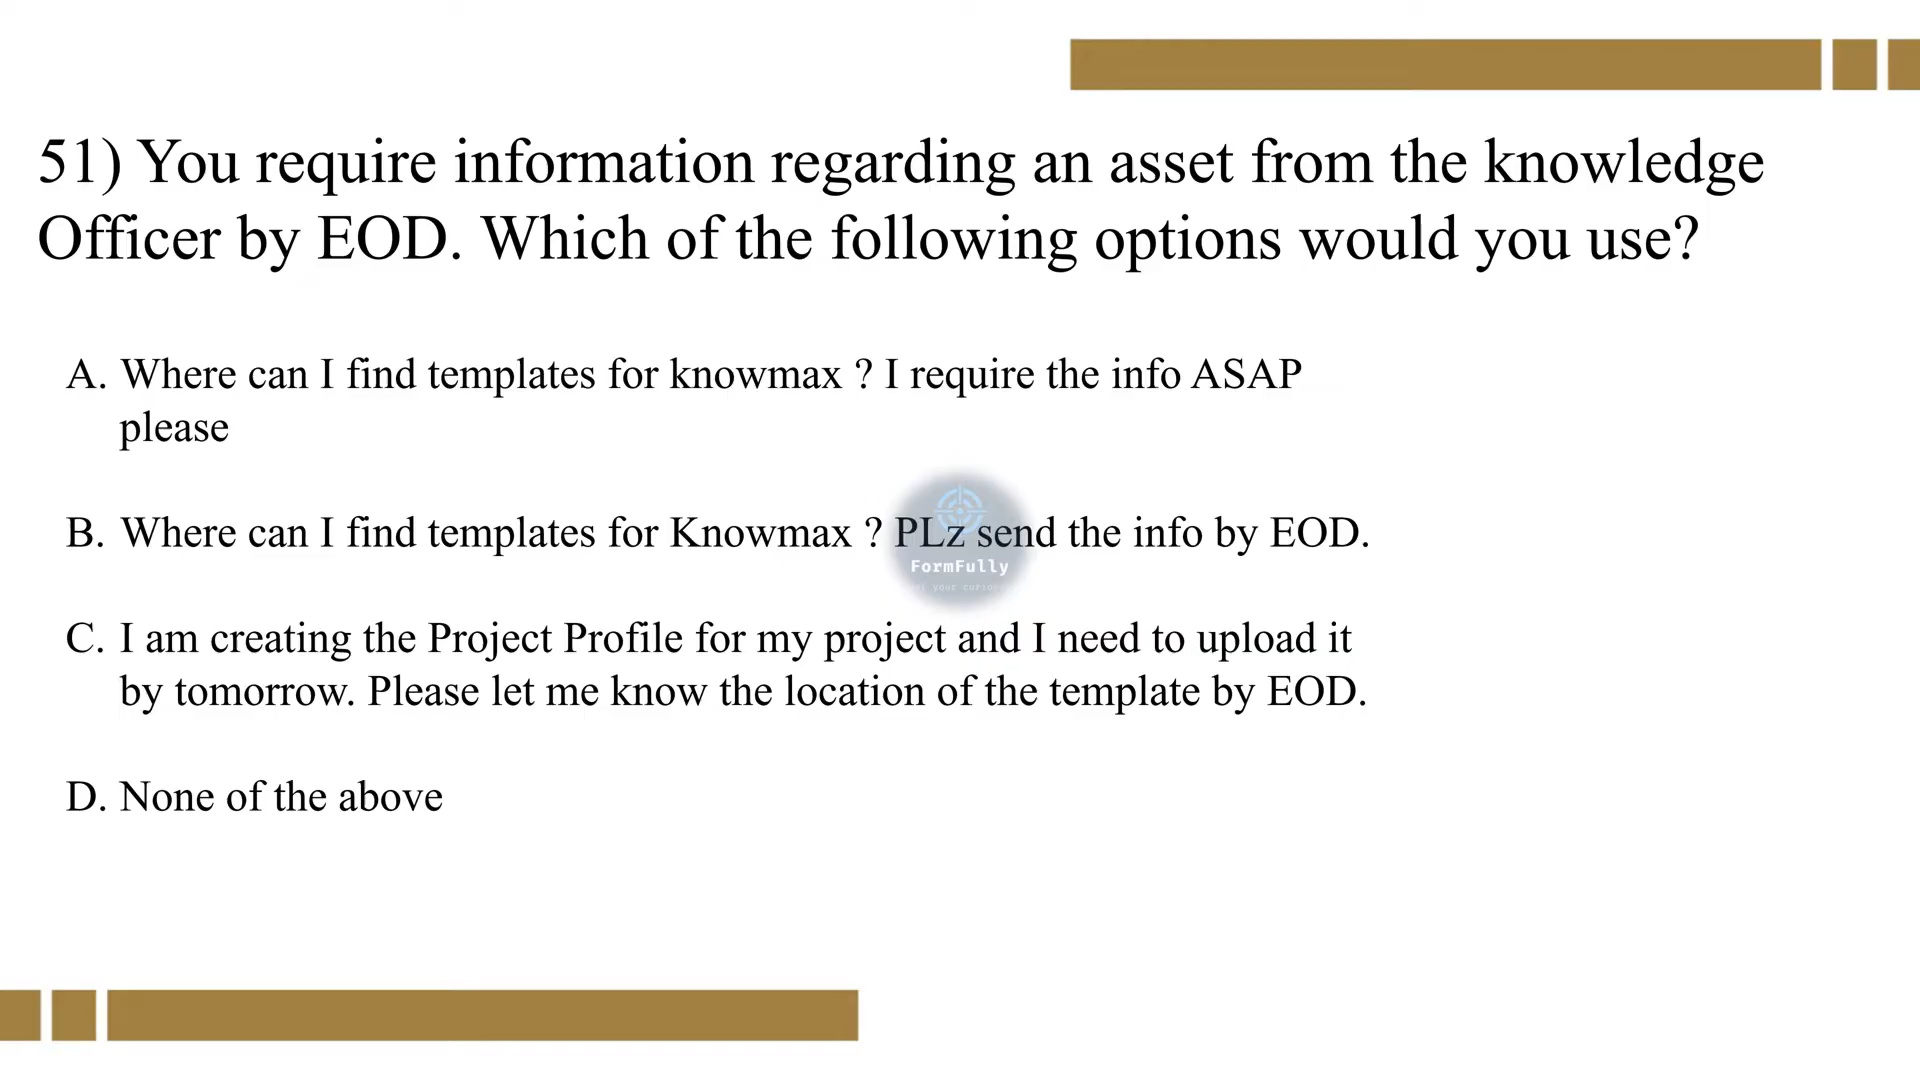 51) You require information regarding an asset from the knowledge
Officer by EOD. Which of the following options would you use?
A. Where can I find templates for knowmax ? I require the info ASAP
please
B. Where can I find templates for Knowmax ? PLz send the info by EOD.
FormFully
C. I am creating the Project Profile for my project and I need to upload it
by tomorrow. Please let me know the location of the template by EOD.
D. None of the above